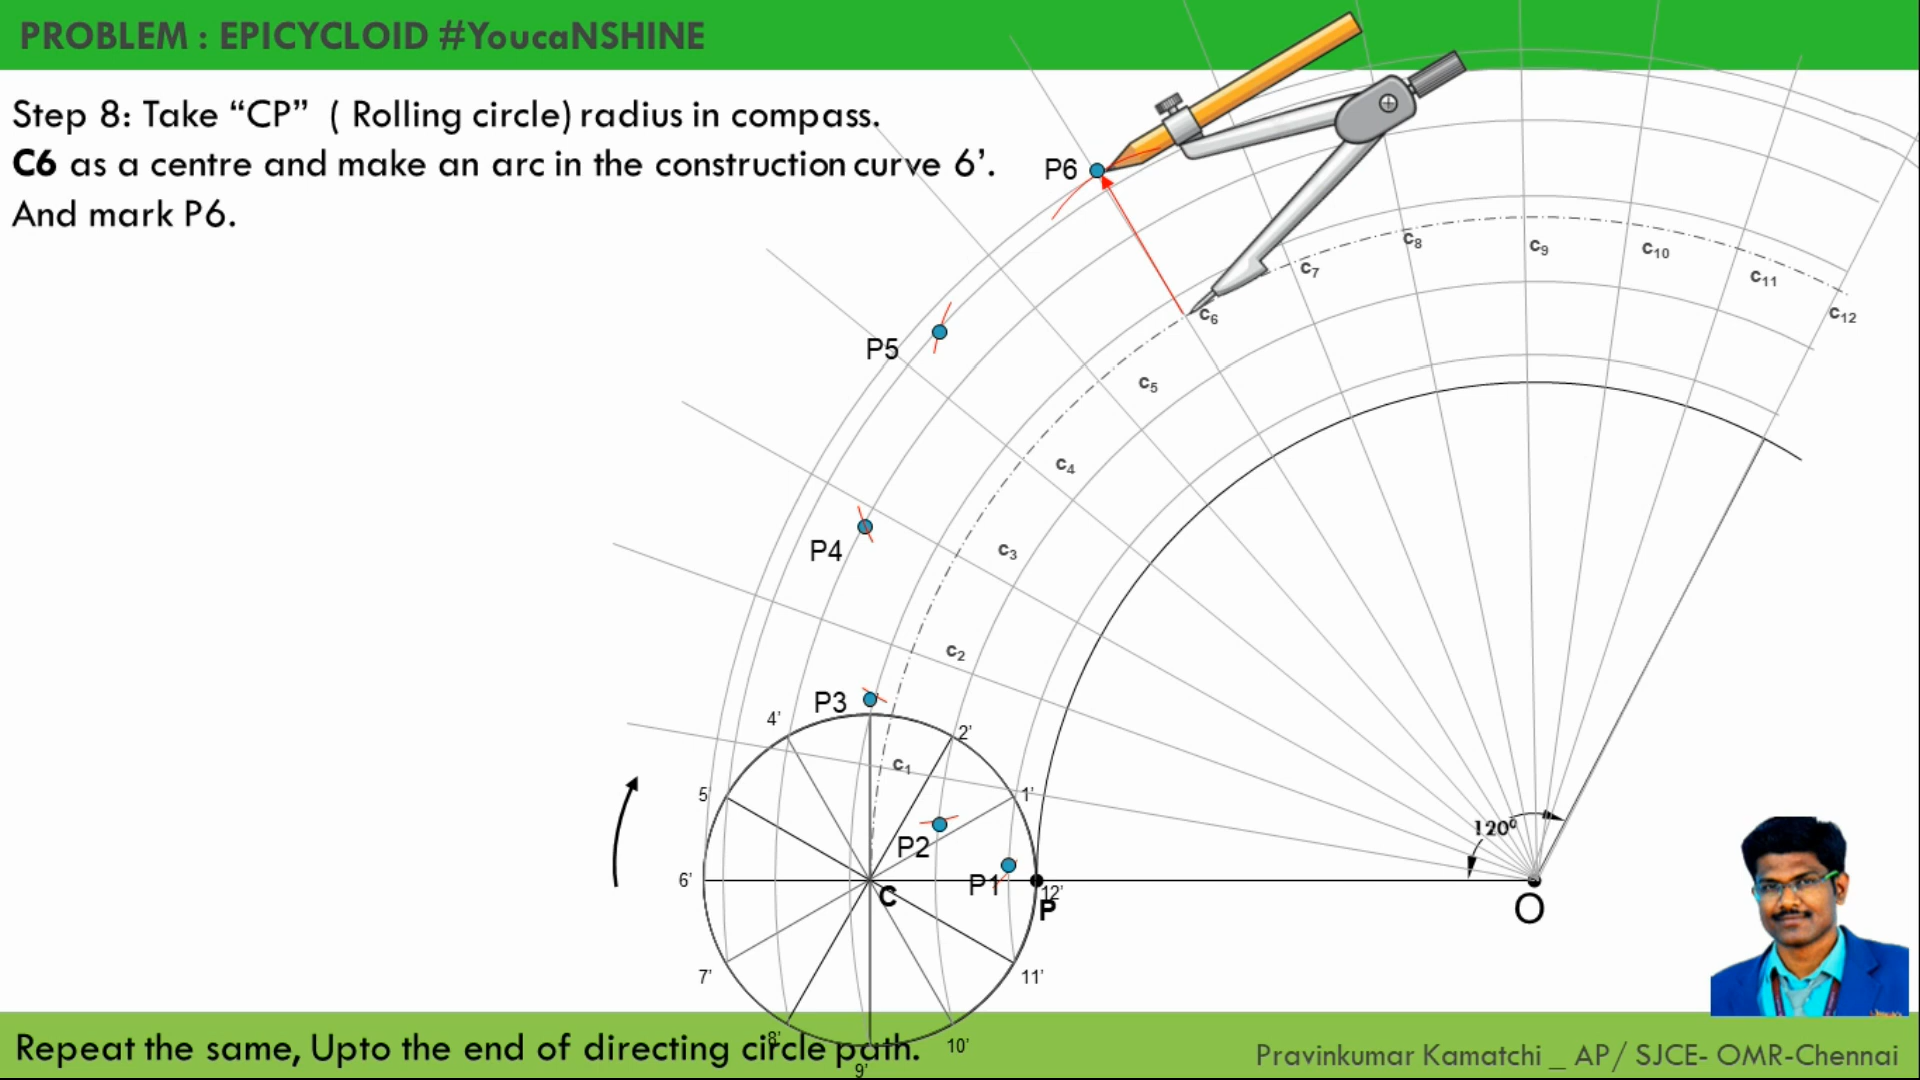 PROBLEM : EPICYCLOID #YoucaNSHINE
Step 8: Take “CP” ( Rolling circle) radius in compass.
C6 as a centre and make an arc in the construction curve 6’.
And mark P6.
P6
P5
P4
P3
P2
P1
C8
C9
C10
C7
C11
C6
C12
C5
C4
C3
C2
C1
4'
2'
5'
1'
6'
C
12'
P
120⁰
O
7'
11'
8'
10'
9'
Repeat the same, Upto the end of directing circle path.
Pravinkumar Kamatchi _ AP/ SJCE- OMR-Chennai